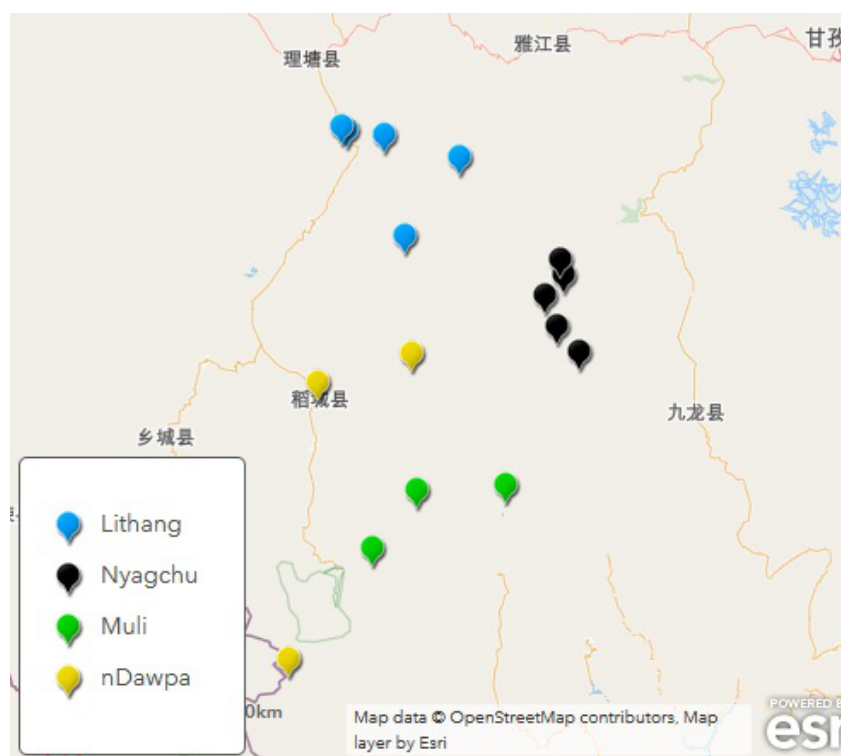 雅江县
甘孜
理塘县
稻城县
九龙县
乡城县
Lithang
Nyagchu
Muli
nDawpa
0km
Map data © OpenStreetMap contributors, Map
layer by Esri
POWERED BY
esri